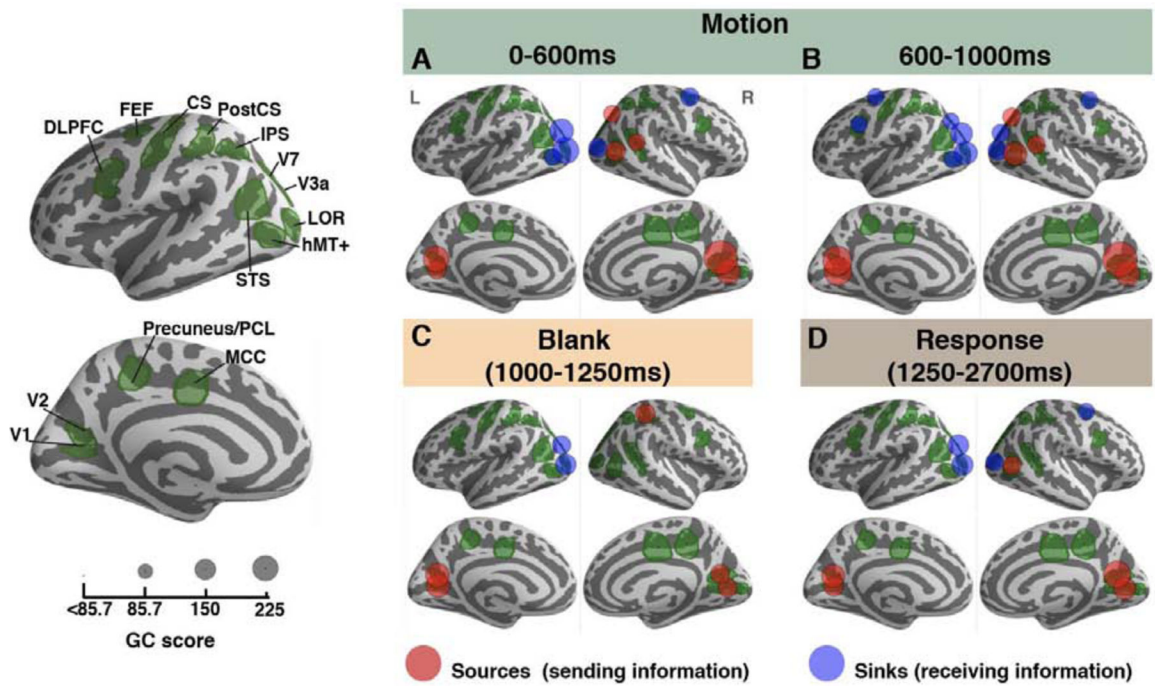 DLPFC
FEF
CS
PostCS
IPS
V7
V3a
LOR
hMT+
STS
Precuneus/PCL
MCC
V2
V1
<85.7 85.7 150 225
GC score
Motion
A 0-600ms
B 600-1000ms
L
R
C Blank
(1000-1250ms)
D Response
(1250-2700ms)
Sources (sending information)
Sinks (receiving information)